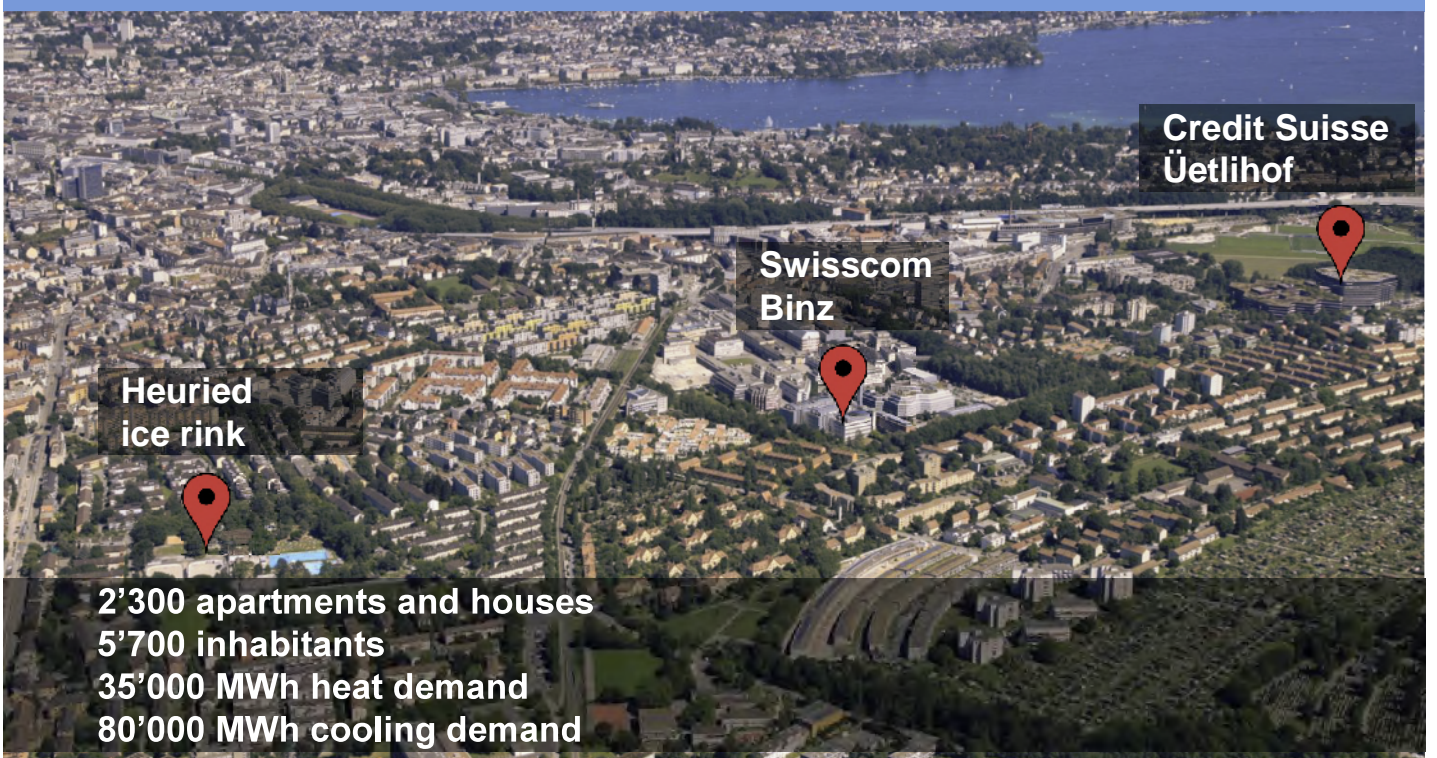 Credit Suisse
Üetlihof
Swisscom
Binz
Heuried
ice rink
2’300 apartments and houses
5’700 inhabitants
35’000 MWh heat demand
80’000 MWh cooling demand